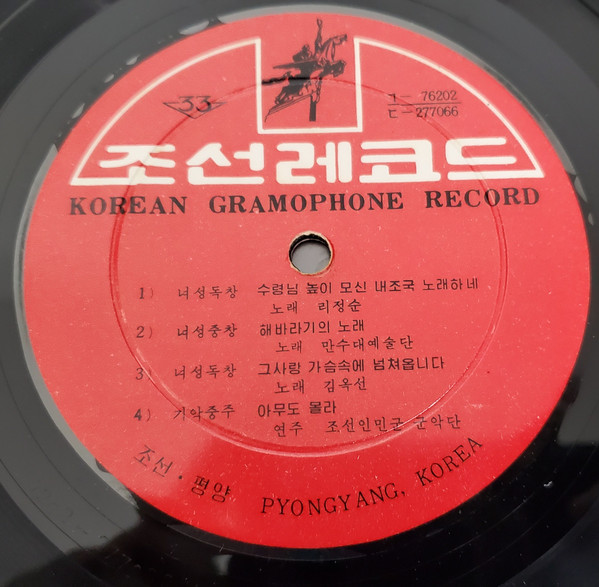 33
ㄱ- 76202
ㄷ-277066
조선레코드
KOREAN GRAMOPHONE RECORD
1) 녀성독창 수령님 높이 모신 내조국 노래하네
노래 리정순
2) 녀성중창 해바라기의 노래
노래 만수대예술단
3) 녀성독창 그사랑 가슴속에 넘쳐옵니다
노래 김옥선
4) 기악중주 아무도 몰라
연주 조선인민군 군악단
조선·평양 PYONGYANG, KOREA